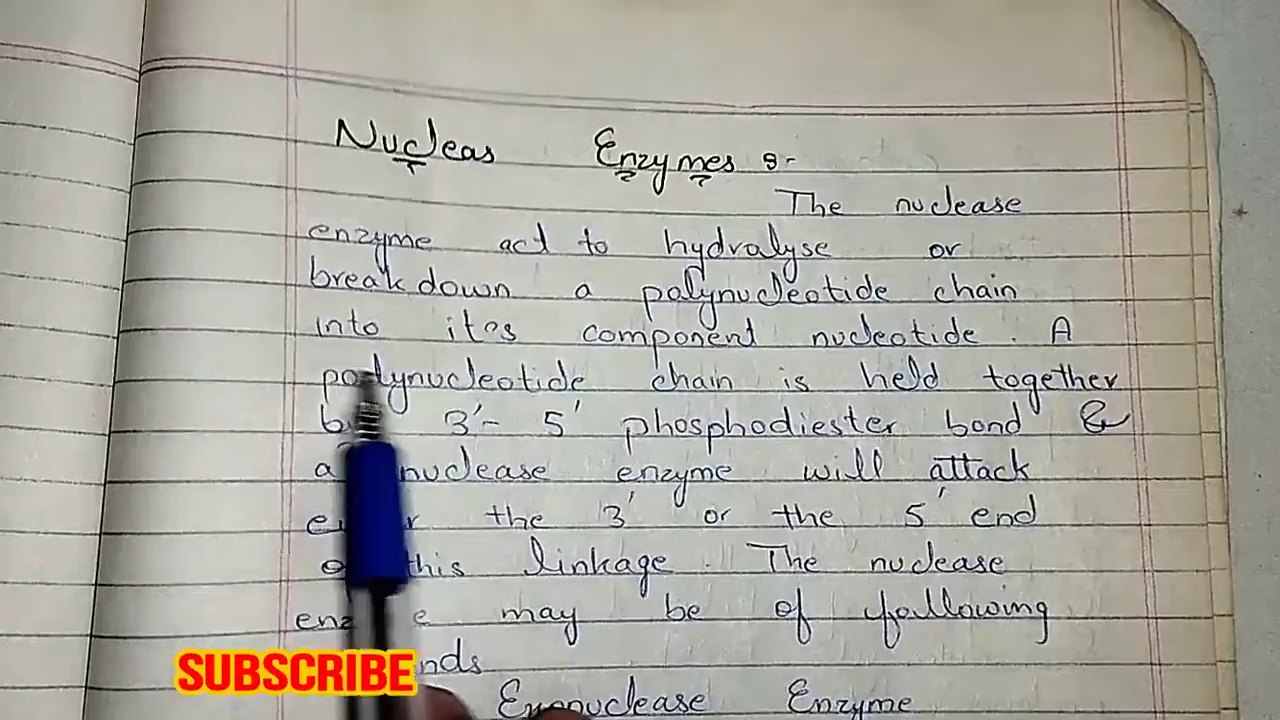 Nucleas Enzymes :-
The nuclease
enzyme act to hydralyse or
breakdown a polynucleotide chain
into it's component nucleotide. A
polynucleotide chain is held together
3'- 5' phosphodiester bond &
a nuclease enzyme will attack
the 3' or the 5' end
this linkage. The nuclease
may be of following
SUBSCRIBE
Enzyme